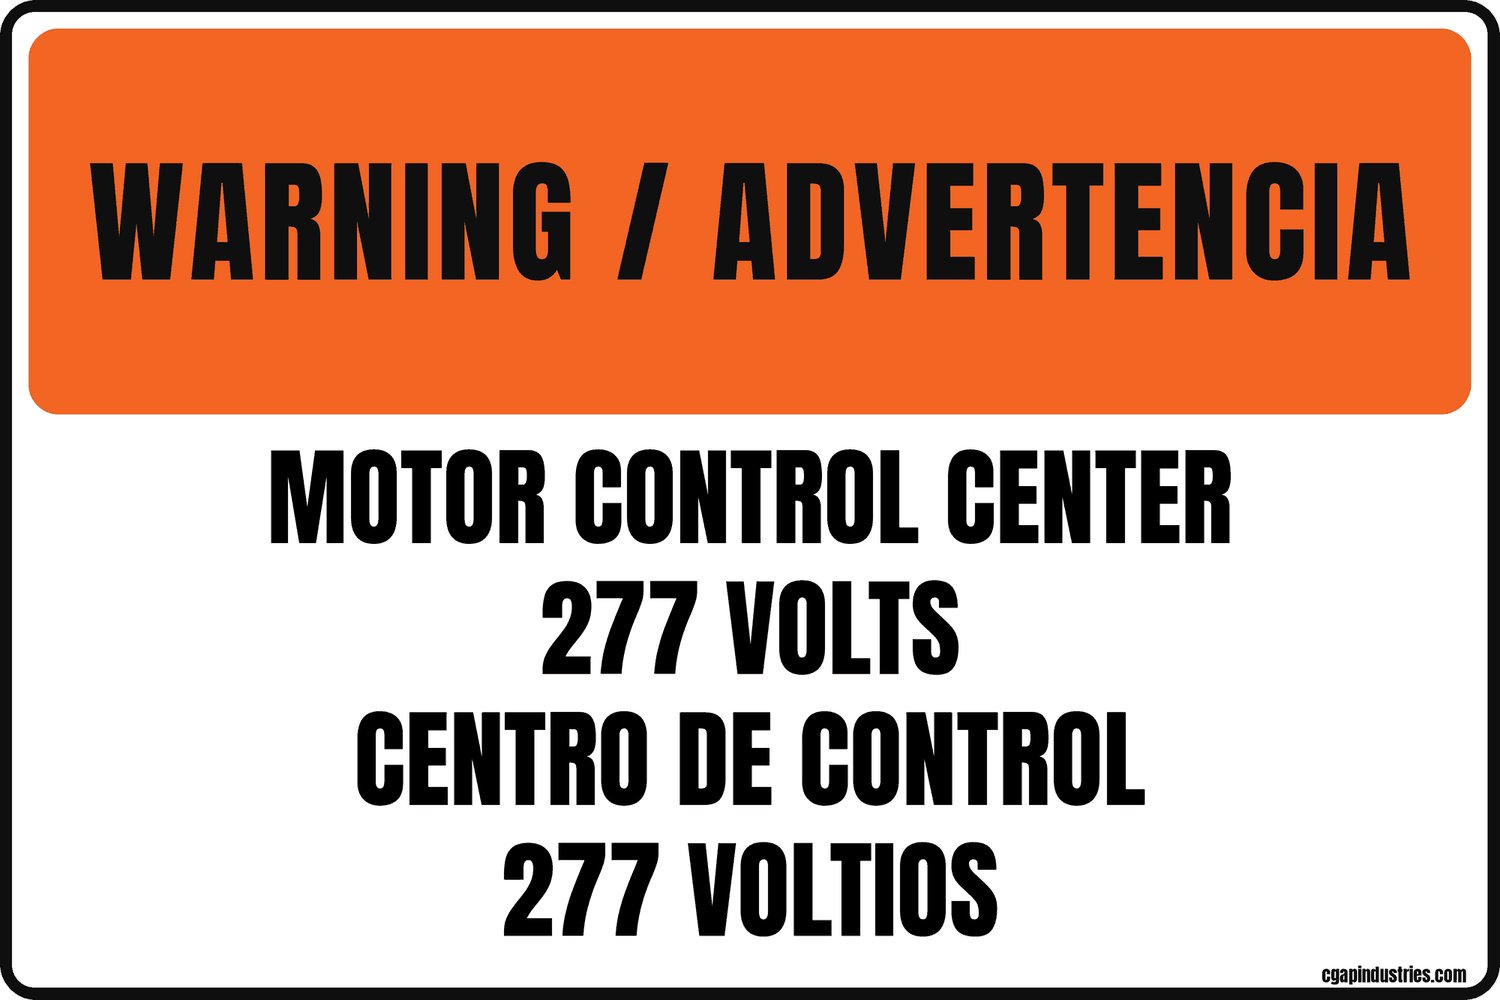 WARNING / ADVERTENCIA
MOTOR CONTROL CENTER
277 VOLTS
CENTRO DE CONTROL
277 VOLTIOS
cgapindustries.com